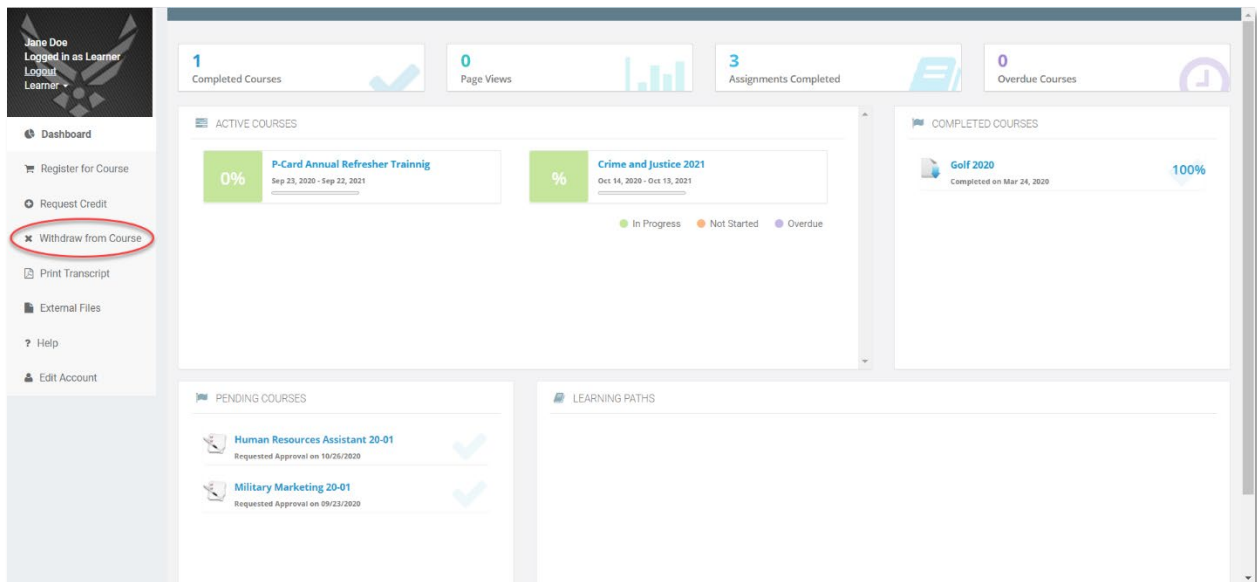 Jane Doe
Logged in as Learner
Logout
Learner
Dashboard
Register for Course
Request Credit
Withdraw from Course
Print Transcript
External Files
? Help
Edit Account
1
Completed Courses
0
Page Views
3
Assignments Completed
0
Overdue Courses
ACTIVE COURSES
0%
P-Card Annual Refresher Trainnig
Sep 23, 2020 - Sep 22, 2021
%
Crime and Justice 2021
Oct 14, 2020 - Oct 13, 2021
In Progress Not Started Overdue
COMPLETED COURSES
Golf 2020
Completed on Mar 24, 2020
100%
PENDING COURSES
Human Resources Assistant 20-01
Requested Approval on 10/26/2020
Military Marketing 20-01
Requested Approval on 09/23/2020
LEARNING PATHS